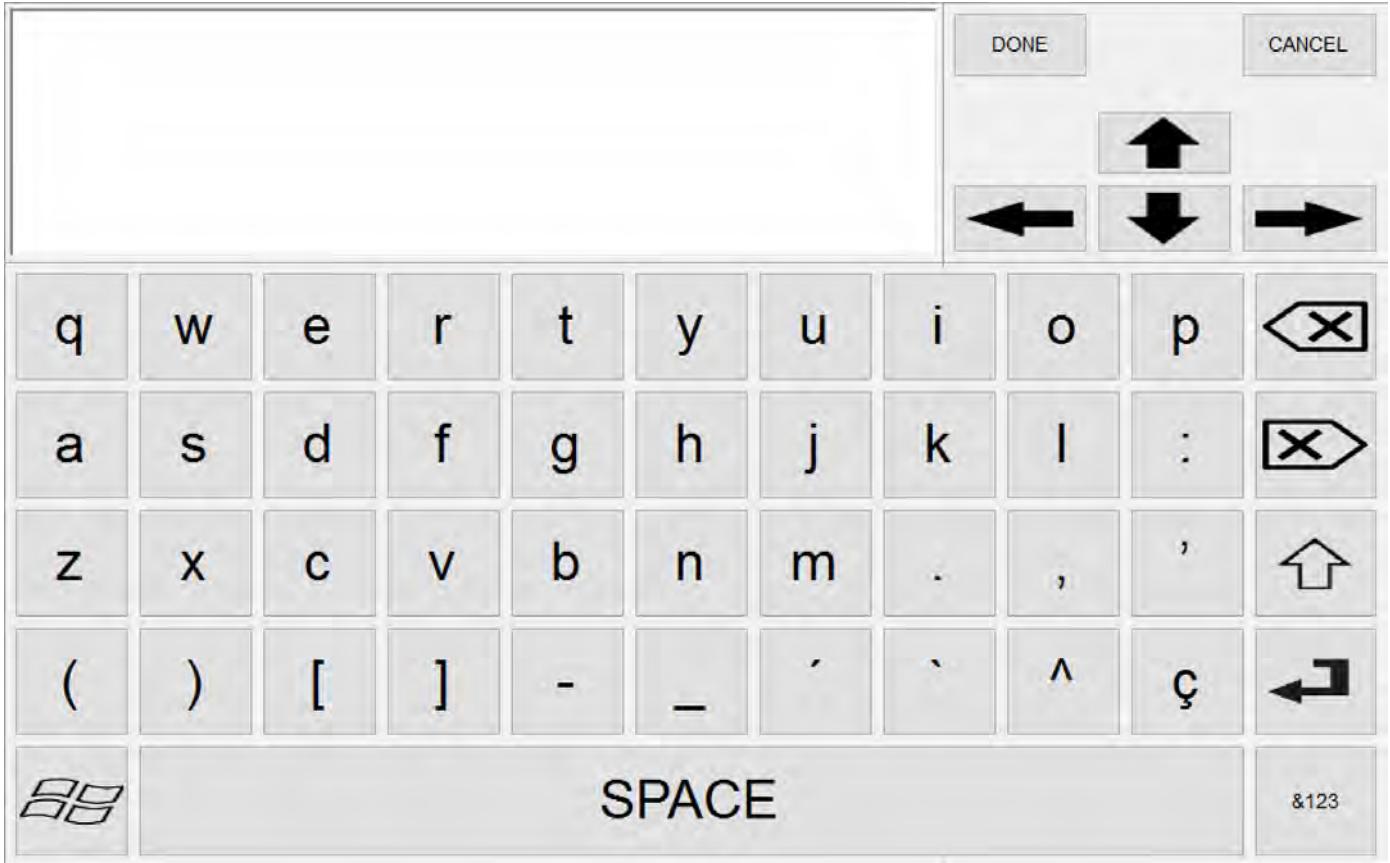 DONE CANCEL
q w e r t y u i o p
a s d f g h j k l :
z x c v b n m . , ’
( ) [ ] - _ ´ ` ^ ç
SPACE &123